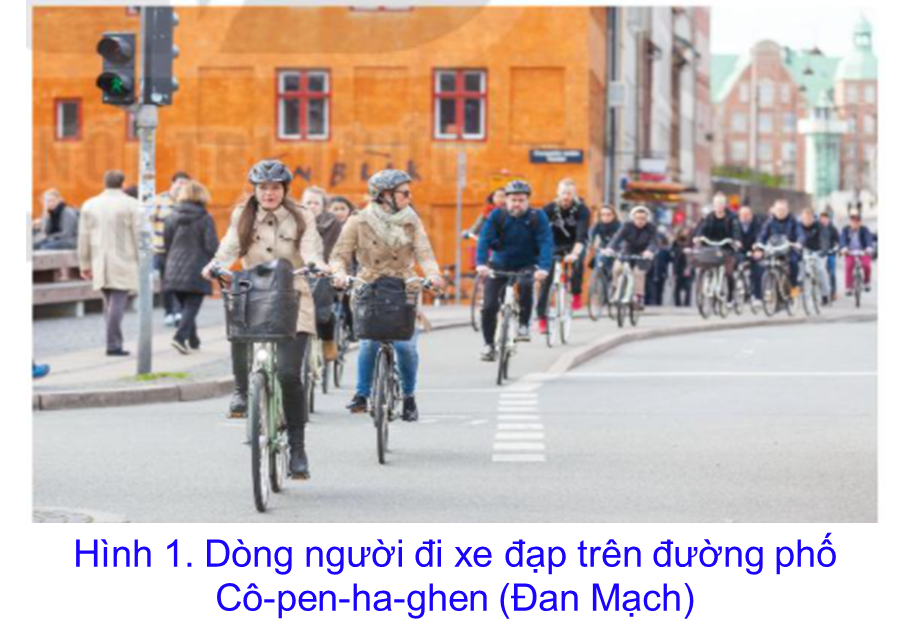 Hình 1. Dòng người đi xe đạp trên đường phố
Cô-pen-ha-ghen (Đan Mạch)